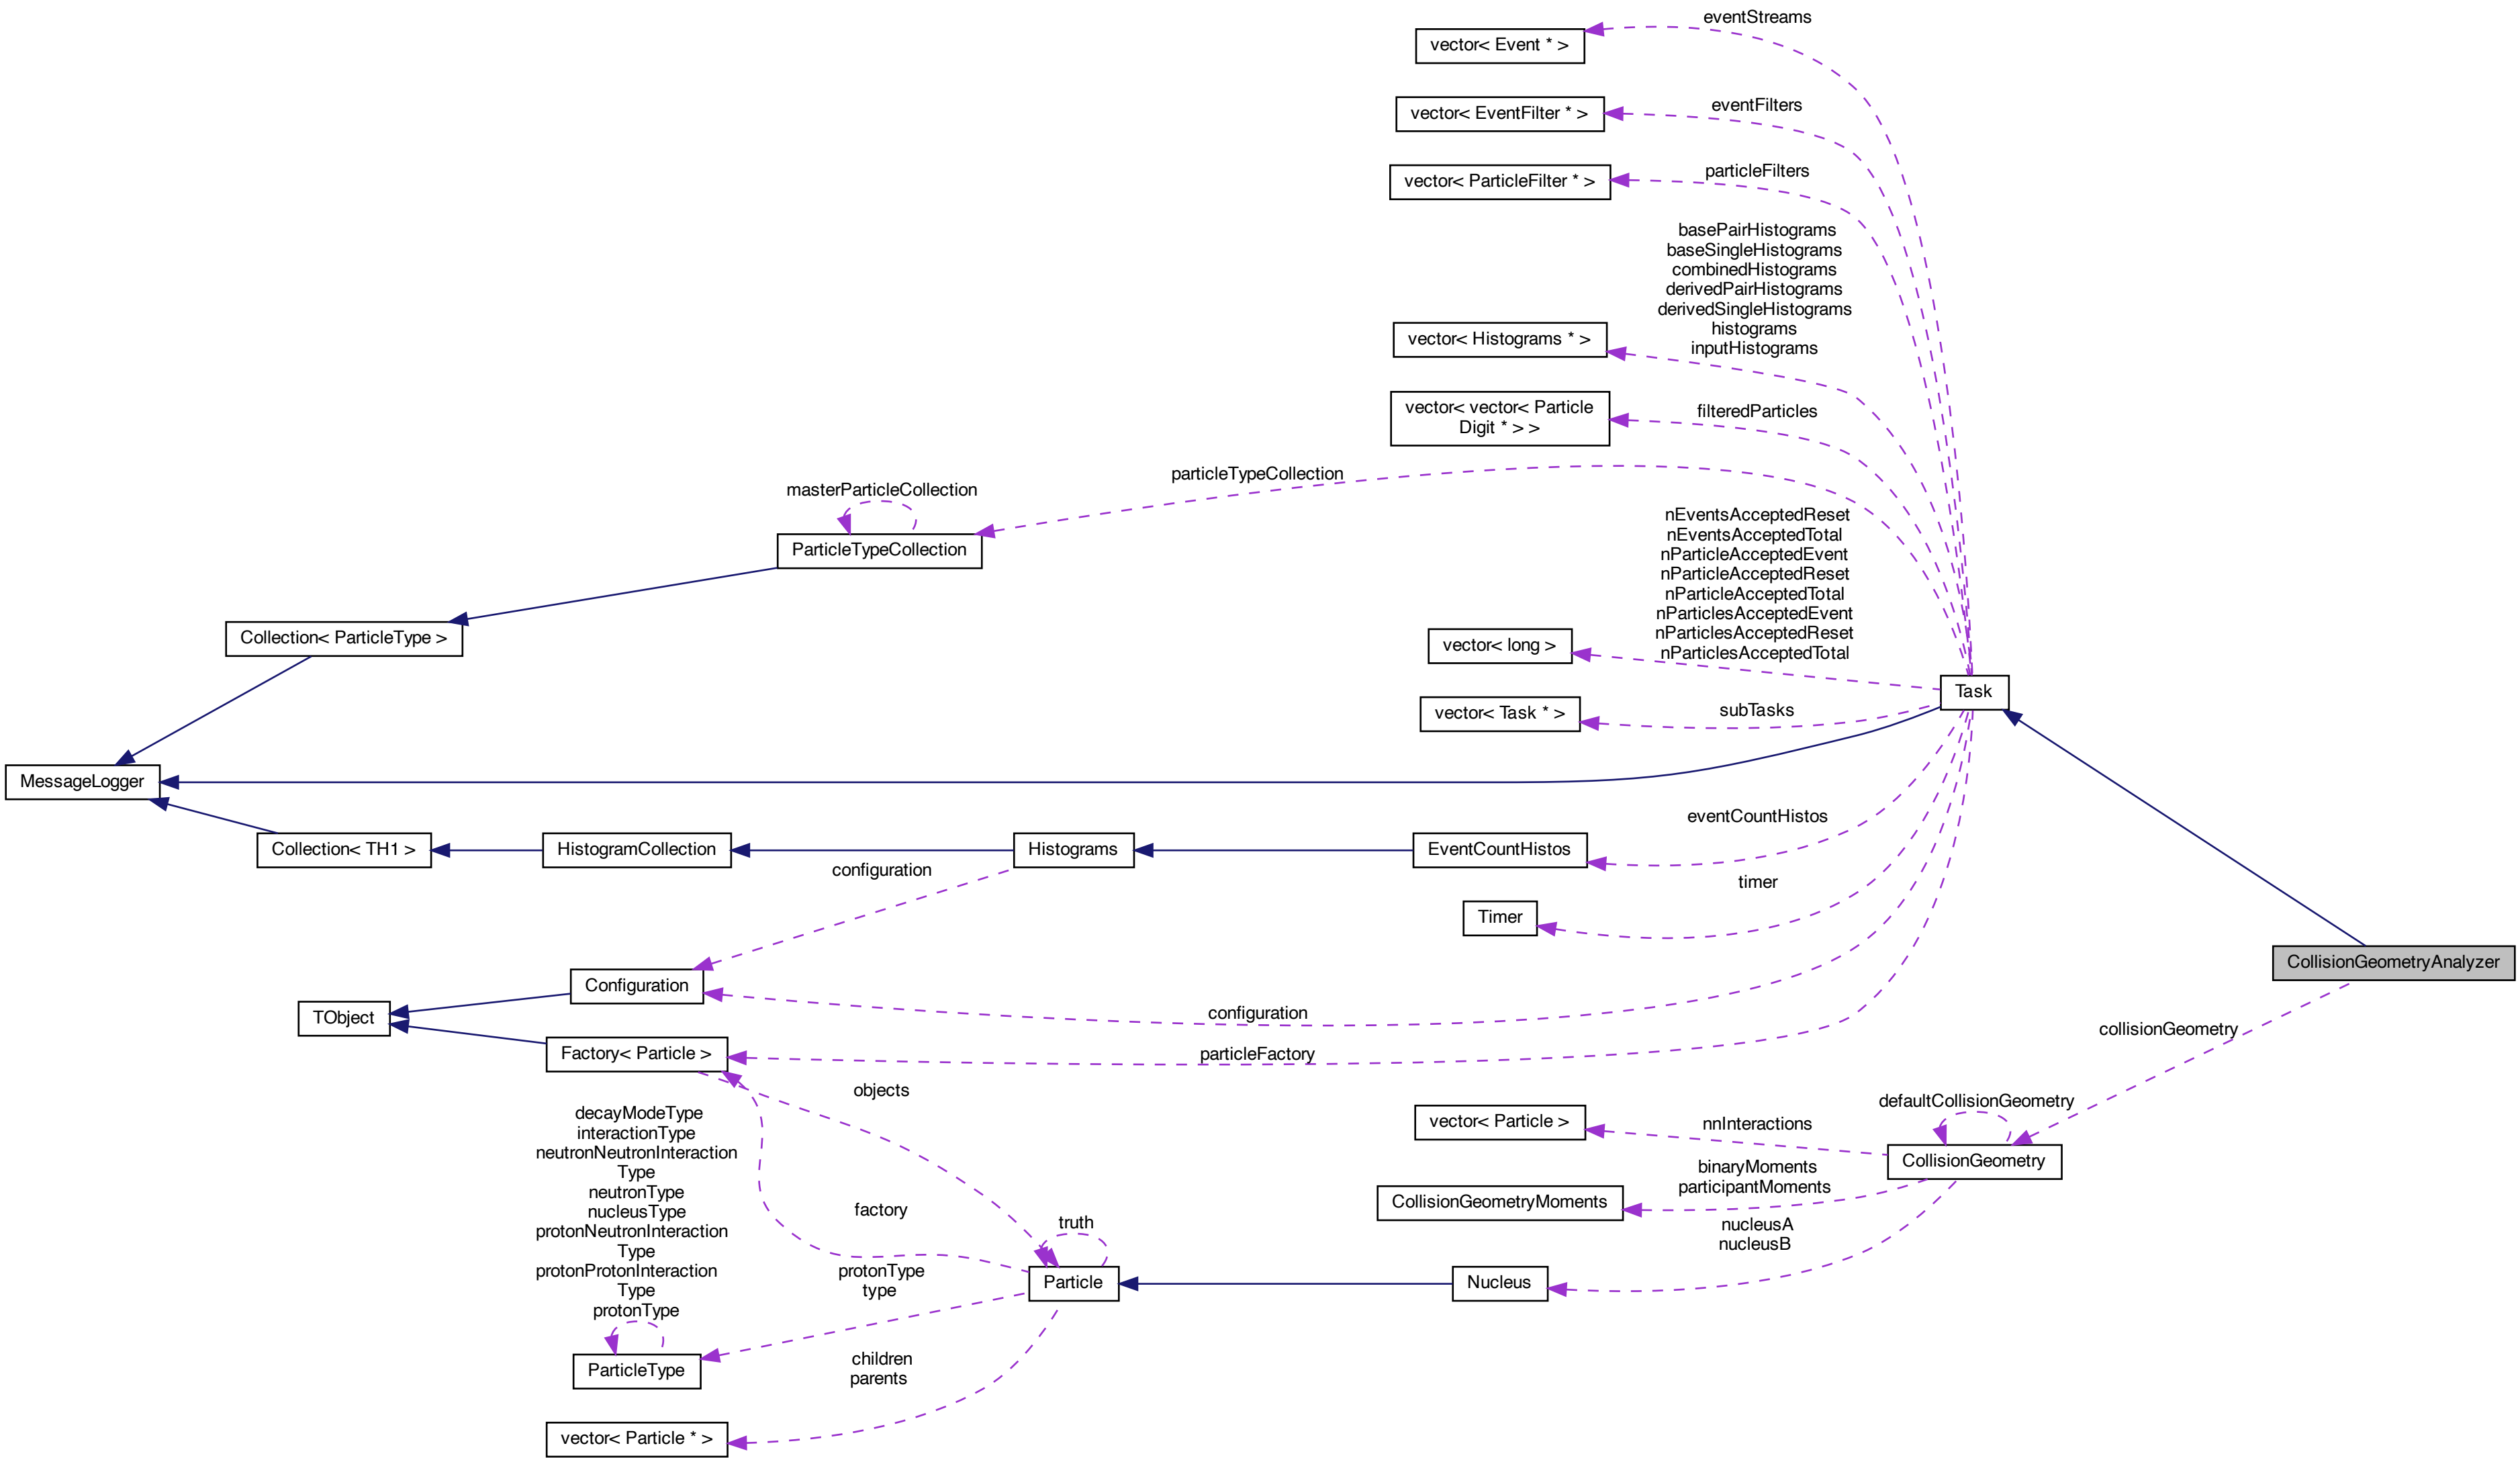 eventStreams
vector< Event * >
eventFilters
vector< EventFilter * >
particleFilters
vector< ParticleFilter * >
basePairHistograms
baseSingleHistograms
combinedHistograms
derivedPairHistograms
derivedSingleHistograms
histograms
inputHistograms
vector< Histograms * >
vector< vector< Particle
Digit * > >
filteredParticles
particleTypeCollection
masterParticleCollection
ParticleTypeCollection
nEventsAcceptedReset
nEventsAcceptedTotal
nParticleAcceptedEvent
nParticleAcceptedReset
nParticleAcceptedTotal
nParticlesAcceptedEvent
nParticlesAcceptedReset
nParticlesAcceptedTotal
Collection< ParticleType >
vector< long >
Task
vector< Task * >
subTasks
MessageLogger
eventCountHistos
Collection< TH1 >
HistogramCollection
Histograms
EventCountHistos
configuration
timer
Timer
CollisionGeometryAnalyzer
Configuration
TObject
configuration
collisionGeometry
Factory< Particle >
particleFactory
objects
defaultCollisionGeometry
vector< Particle >
nnInteractions
CollisionGeometry
decayModeType
interactionType
neutronNeutronInteraction
Type
neutronType
nucleusType
protonNeutronInteraction
Type
protonProtonInteraction
Type
protonType
binaryMoments
participantMoments
CollisionGeometryMoments
factory
truth
nucleusA
nucleusB
protonType
type
Particle
Nucleus
ParticleType
children
parents
vector< Particle * >